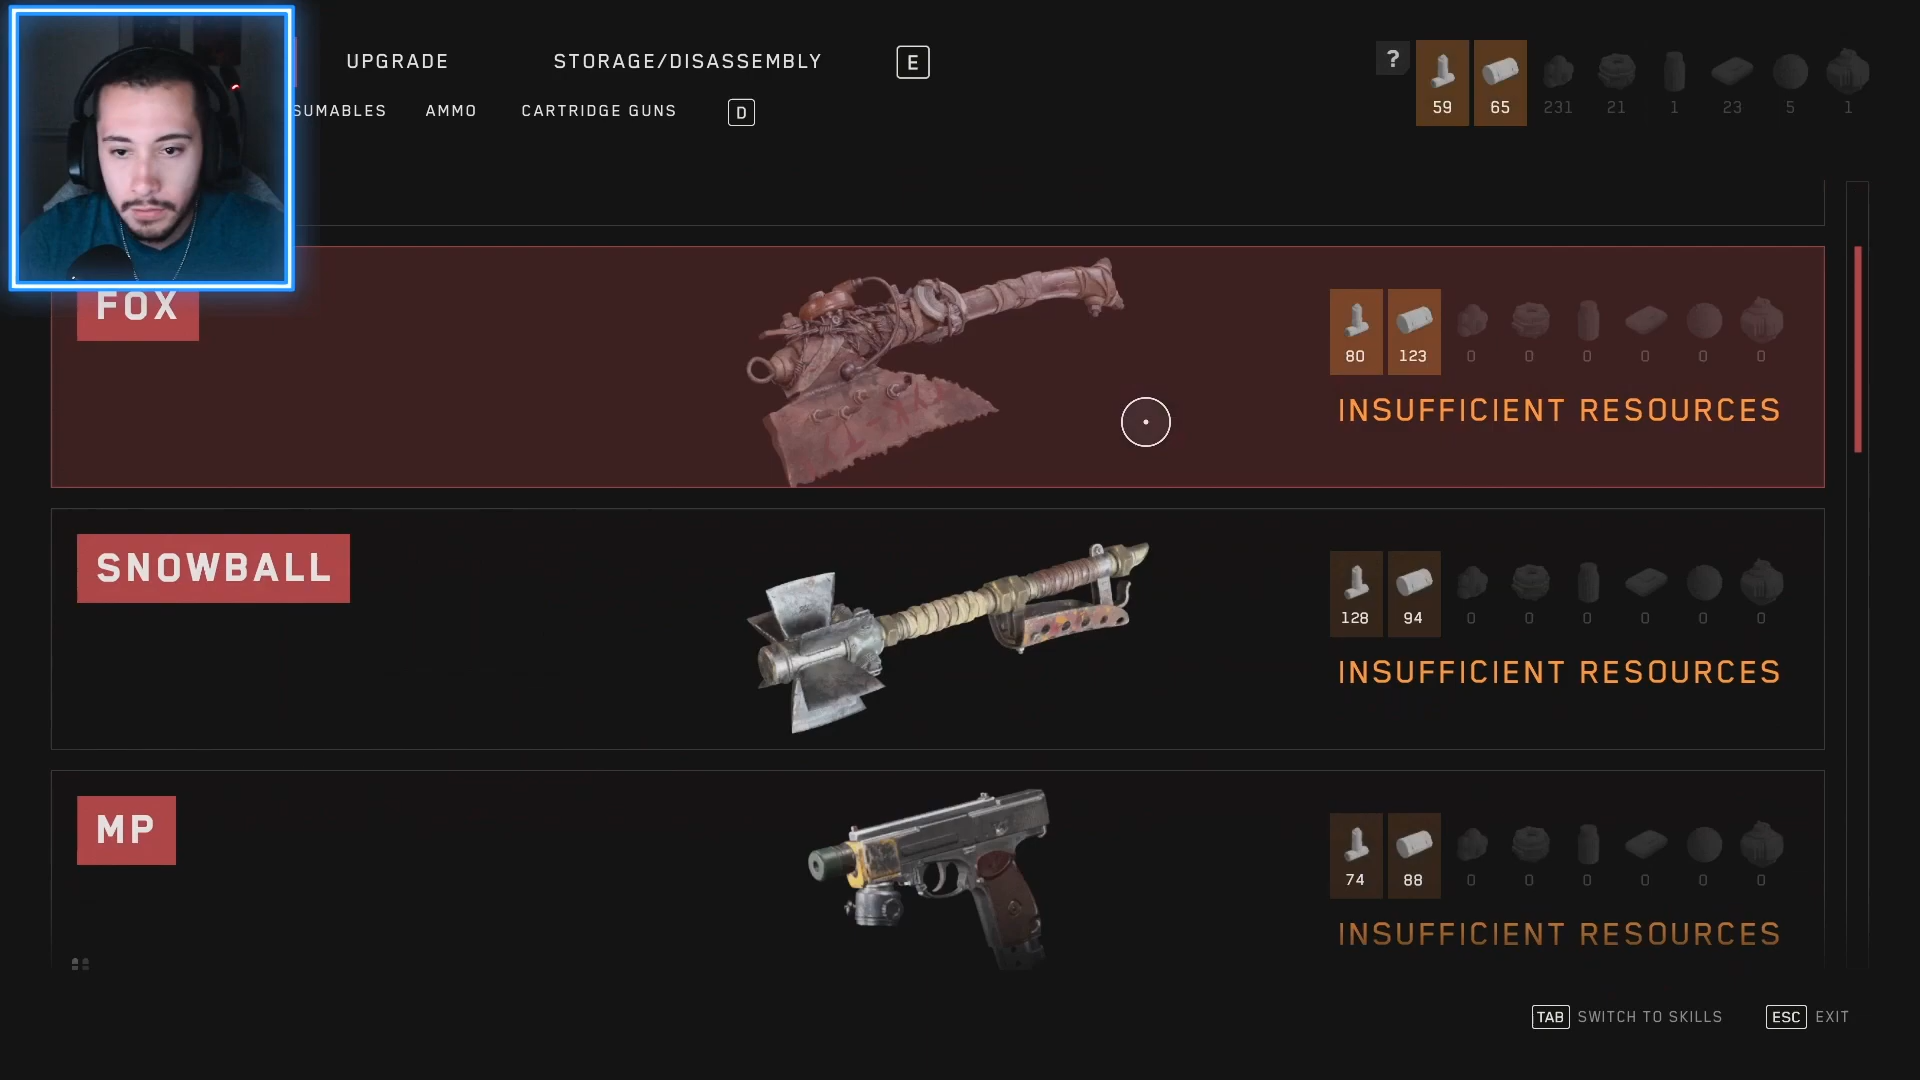 UPGRADE STORAGE/DISASSEMBLY E
SUMABLES AMMO CARTRIDGE GUNS D
?
59 65 231 21 1 23 5 1
FOX
80 123 0 0 0 0 0 0
INSUFFICIENT RESOURCES
SNOWBALL
128 94 0 0 0 0 0 0
INSUFFICIENT RESOURCES
MP
74 88 0 0 0 0 0 0
INSUFFICIENT RESOURCES
TAB SWITCH TO SKILLS ESC EXIT